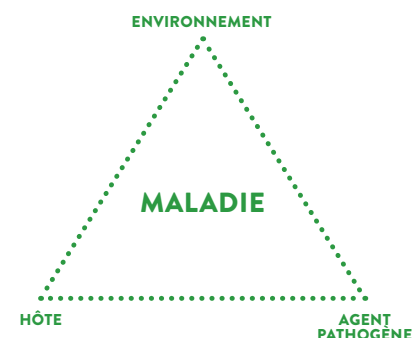 ENVIRONNEMENT
MALADIE
HÔTE
AGENT
PATHOGÈNE